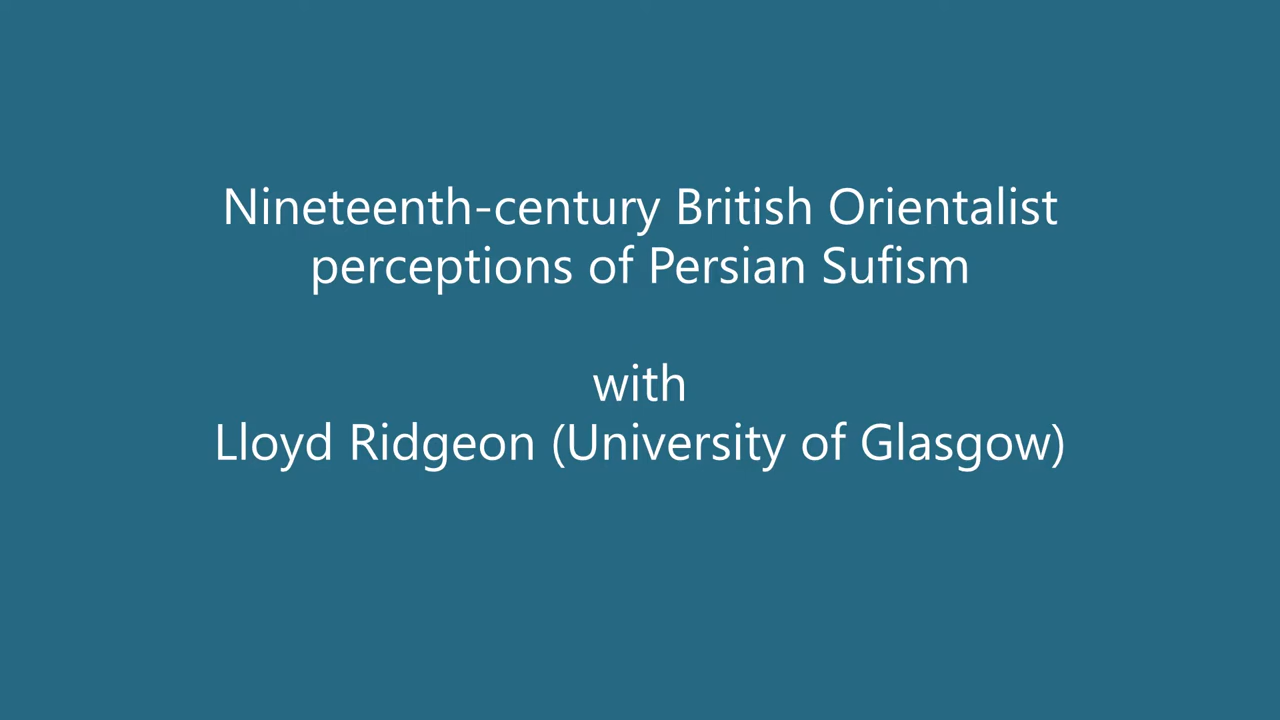 Nineteenth-century British Orientalist
perceptions of Persian Sufism
with
Lloyd Ridgeon (University of Glasgow)